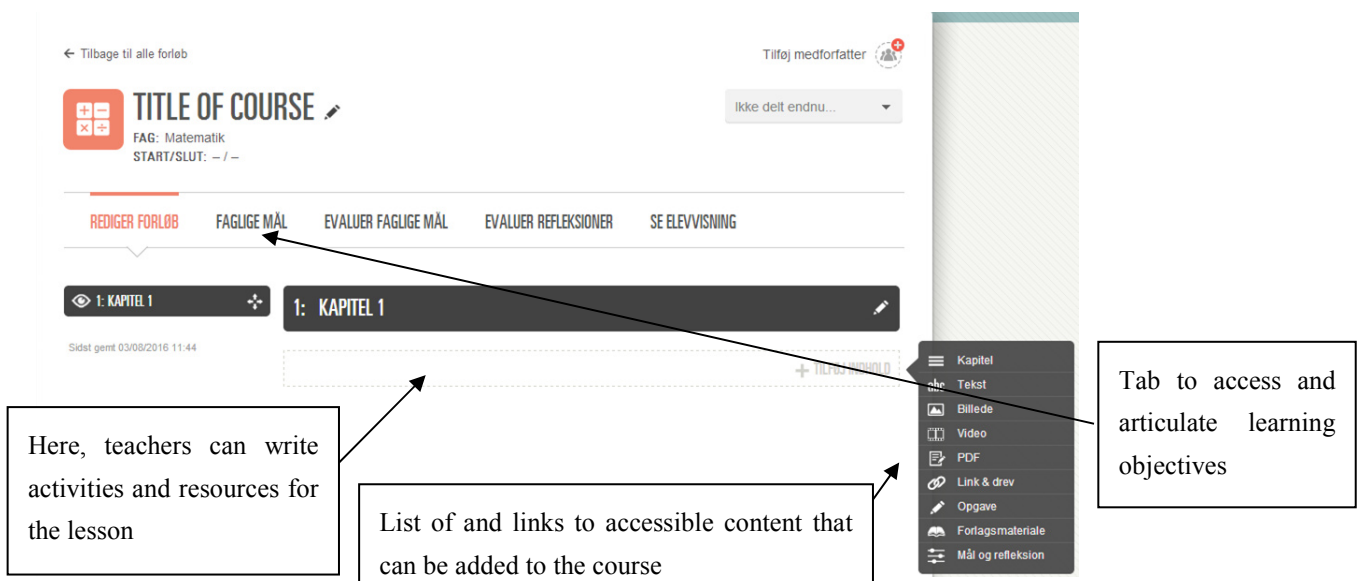 ← Tilbage til alle forløb
Tilføj medforfatter
TITLE OF COURSE
Ikke delt endnu...
FAG: Matematik
START/SLUT: – / –
REDIGER FORLØB FAGLIGE MÅL EVALUER FAGLIGE MÅL EVALUER REFLEKSIONER SE ELEVVISNING
1: KAPITEL 1
1: KAPITEL 1
Sidst gemt 03/08/2016 11:44
+ TILFØJ INDHOLD
Kapitel
abc Tekst
Billede
Video
PDF
Link & drev
Opgave
Forlagsmateriale
Mål og refleksion
Tab to access and
articulate learning
objectives
Here, teachers can write
activities and resources for
the lesson
List of and links to accessible content that
can be added to the course